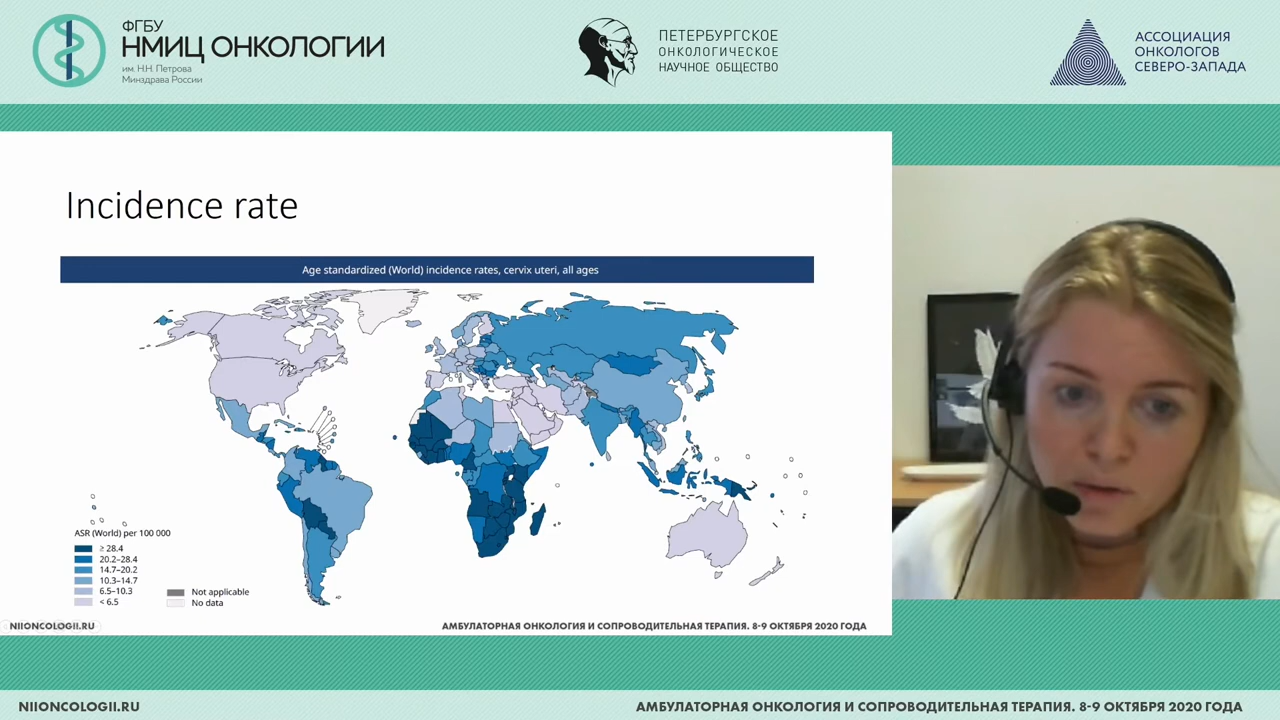 ФГБУ
НМИЦ ОНКОЛОГИИ
им. Н.Н. Петрова
Минздрава России
ПЕТЕРБУРГСКОЕ
ОНКОЛОГИЧЕСКОЕ
НАУЧНОЕ ОБЩЕСТВО
АССОЦИАЦИЯ
ОНКОЛОГОВ
СЕВЕРО-ЗАПАДА
Incidence rate
Age standardized (World) incidence rates, cervix uteri, all ages
ASR (World) per 100 000
≥ 28.4
20.2–28.4
14.7–20.2
10.3–14.7
6.5–10.3
< 6.5
Not applicable
No data
NIIONCOLOGII.RU
АМБУЛАТОРНАЯ ОНКОЛОГИЯ И СОПРОВОДИТЕЛЬНАЯ ТЕРАПИЯ. 8-9 ОКТЯБРЯ 2020 ГОДА
NIIONCOLOGII.RU
АМБУЛАТОРНАЯ ОНКОЛОГИЯ И СОПРОВОДИТЕЛЬНАЯ ТЕРАПИЯ. 8-9 ОКТЯБРЯ 2020 ГОДА